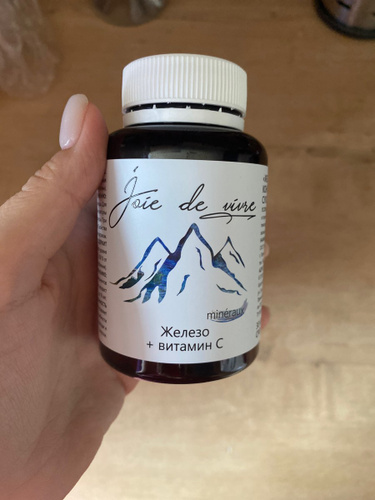 Joie de vivre
minéraux
Железо
+ витамин С